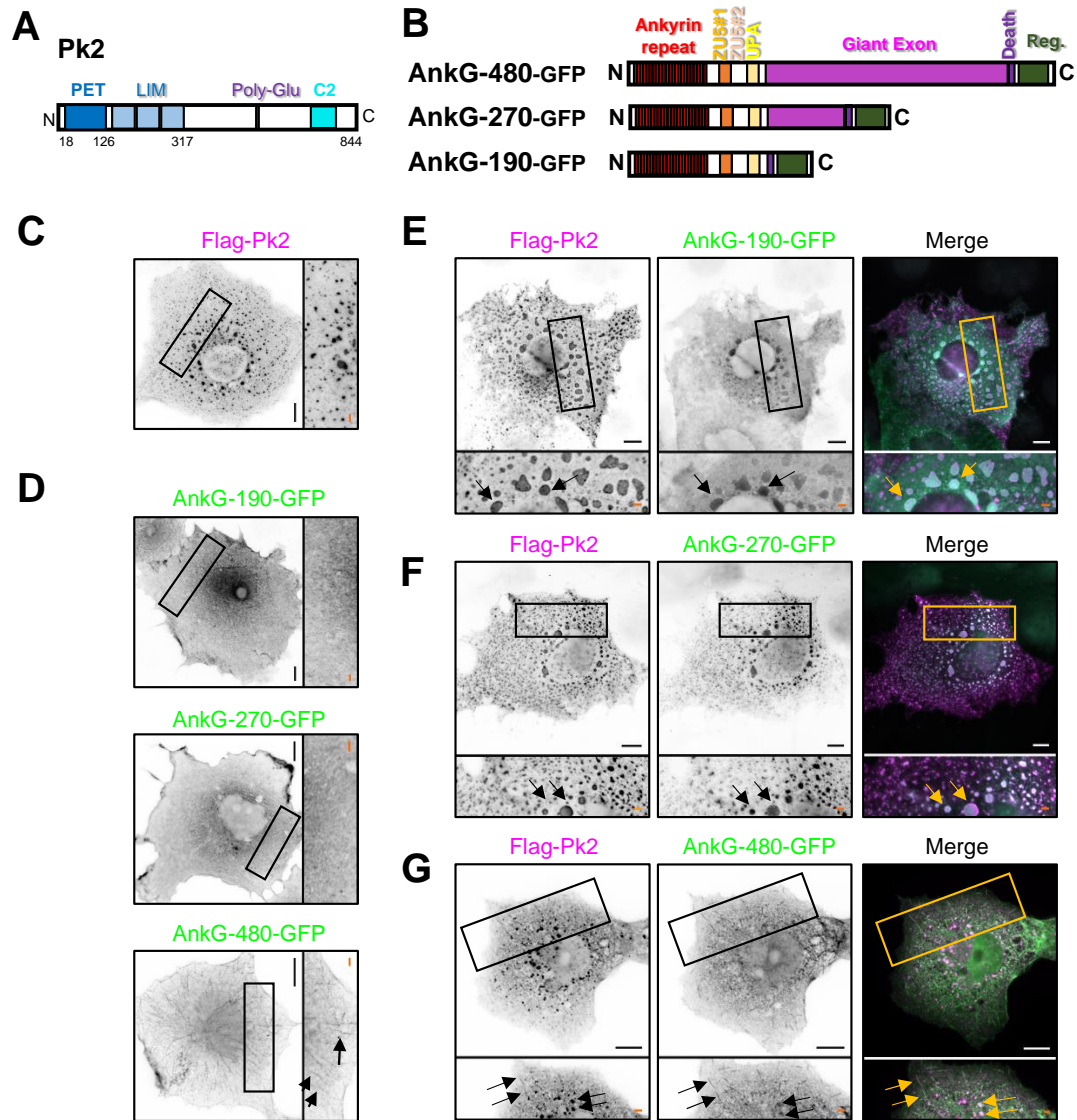 A
Pk2
PET LIM Poly-Glu C2
N C
18 126 317 844
B
Ankyrin repeat ZU5#1 ZU5#2 UPA Giant Exon Death Reg.
AnkG-480-GFP N C
AnkG-270-GFP N C
AnkG-190-GFP N C
C
Flag-Pk2
D
AnkG-190-GFP
AnkG-270-GFP
AnkG-480-GFP
E
Flag-Pk2 AnkG-190-GFP Merge
F
Flag-Pk2 AnkG-270-GFP Merge
G
Flag-Pk2 AnkG-480-GFP Merge